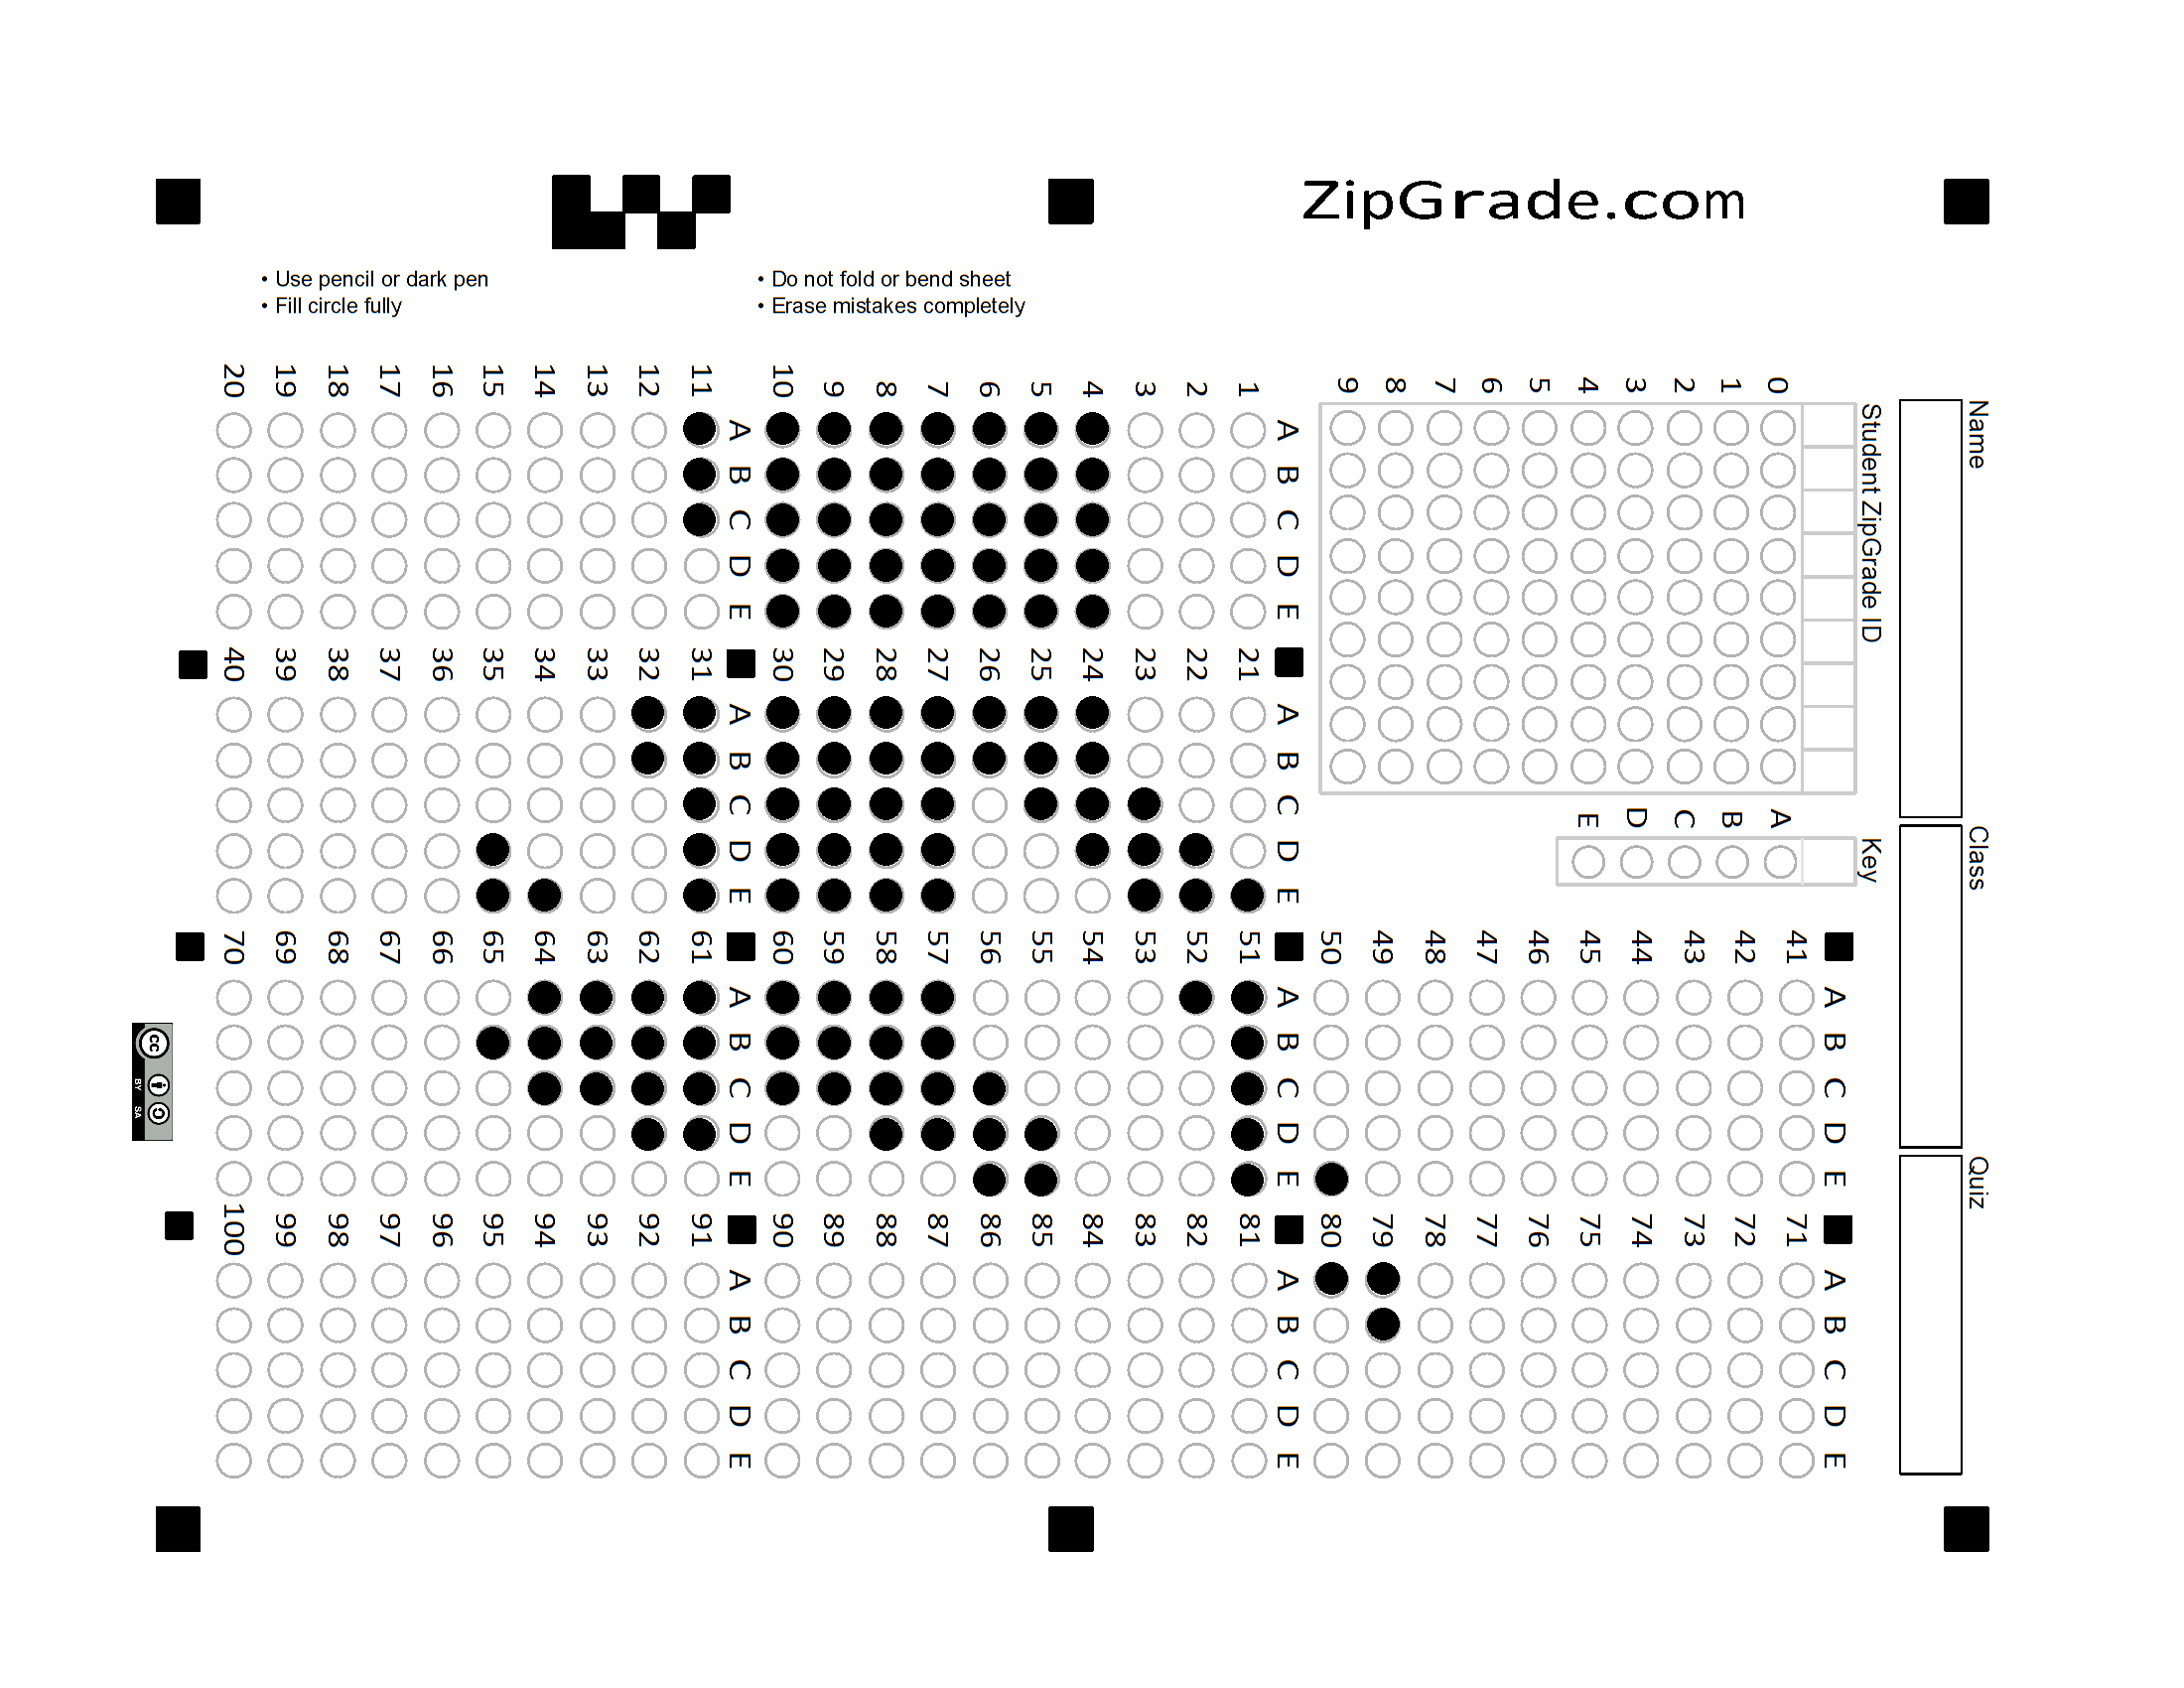 ZipGrade.com
• Use pencil or dark pen
• Fill circle fully
• Do not fold or bend sheet
• Erase mistakes completely
Name
Class
Quiz
Student ZipGrade ID
0 1 2 3 4 5 6 7 8 9
Key
A B C D E
1 2 3 4 5 6 7 8 9 10
A B C D E
11 12 13 14 15 16 17 18 19 20
A B C D E
21 22 23 24 25 26 27 28 29 30
A B C D E
31 32 33 34 35 36 37 38 39 40
A B C D E
41 42 43 44 45 46 47 48 49 50
A B C D E
51 52 53 54 55 56 57 58 59 60
A B C D E
61 62 63 64 65 66 67 68 69 70
A B C D E
71 72 73 74 75 76 77 78 79 80
A B C D E
81 82 83 84 85 86 87 88 89 90
A B C D E
91 92 93 94 95 96 97 98 99 100
A B C D E
cc
BY SA